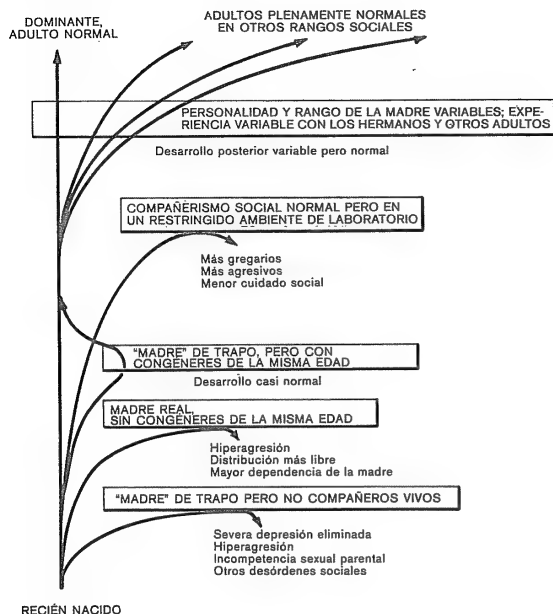 DOMINANTE,
ADULTO NORMAL
ADULTOS PLENAMENTE NORMALES
EN OTROS RANGOS SOCIALES
PERSONALIDAD Y RANGO DE LA MADRE VARIABLES; EXPE-
RIENCIA VARIABLE CON LOS HERMANOS Y OTROS ADULTOS
Desarrollo posterior variable pero normal
COMPAÑERISMO SOCIAL NORMAL PERO EN
UN RESTRINGIDO AMBIENTE DE LABORATORIO
Más gregarios
Más agresivos
Menor cuidado social
"MADRE" DE TRAPO, PERO CON
CONGÉNERES DE LA MISMA EDAD
Desarrollo casi normal
MADRE REAL,
SIN CONGÉNERES DE LA MISMA EDAD
Hiperagresión
Distribución más libre
Mayor dependencia de la madre
"MADRE" DE TRAPO PERO NO COMPAÑEROS VIVOS
Severa depresión eliminada
Hiperagresión
Incompetencia sexual parental
Otros desórdenes sociales
RECIÉN NACIDO